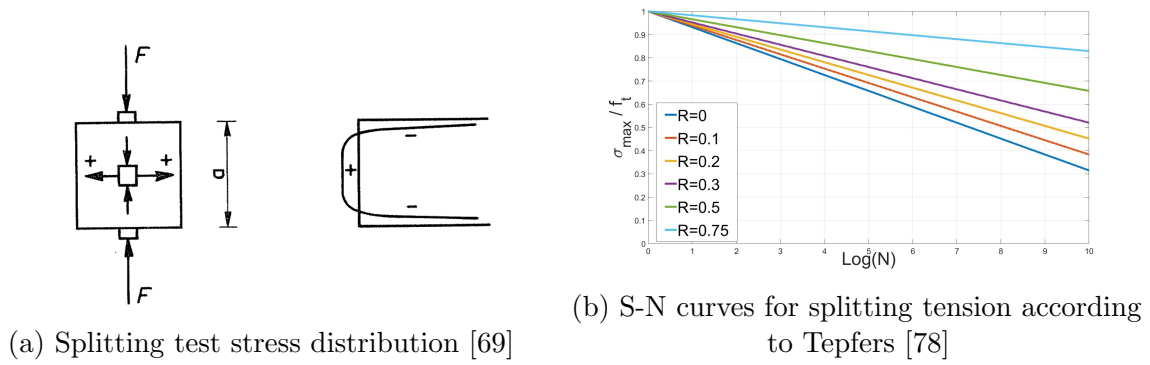 F
+ +
a
F
+
−
−
(a) Splitting test stress distribution [69]
σmax / ft
1
0.9
0.8
0.7
0.6
0.5
0.4
0.3
0.2
0.1
0
R=0
R=0.1
R=0.2
R=0.3
R=0.5
R=0.75
0 1 2 3 4 5 6 7 8 9 10
Log(N)
(b) S-N curves for splitting tension according
to Tepfers [78]